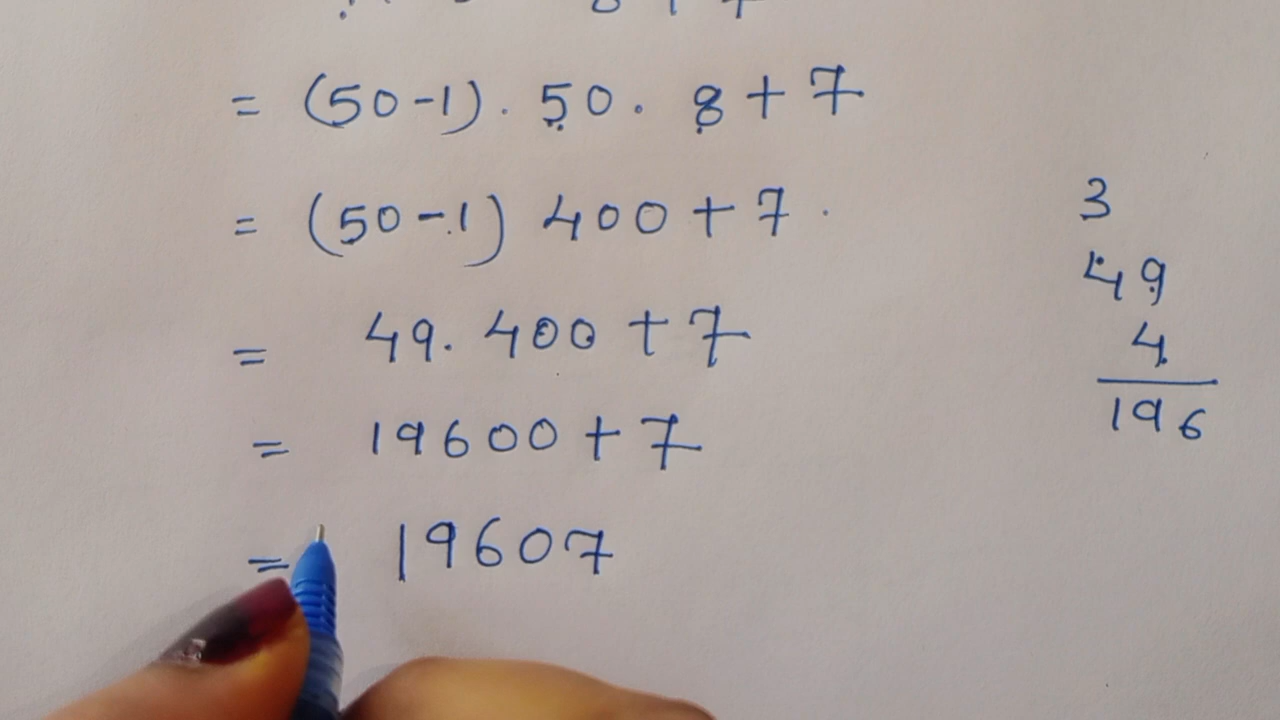 = (50-1). 50. 8 + 7
= (50-1) 400 + 7 .
= 49. 400 + 7
= 19600 + 7
= 19607
3
49
4
196